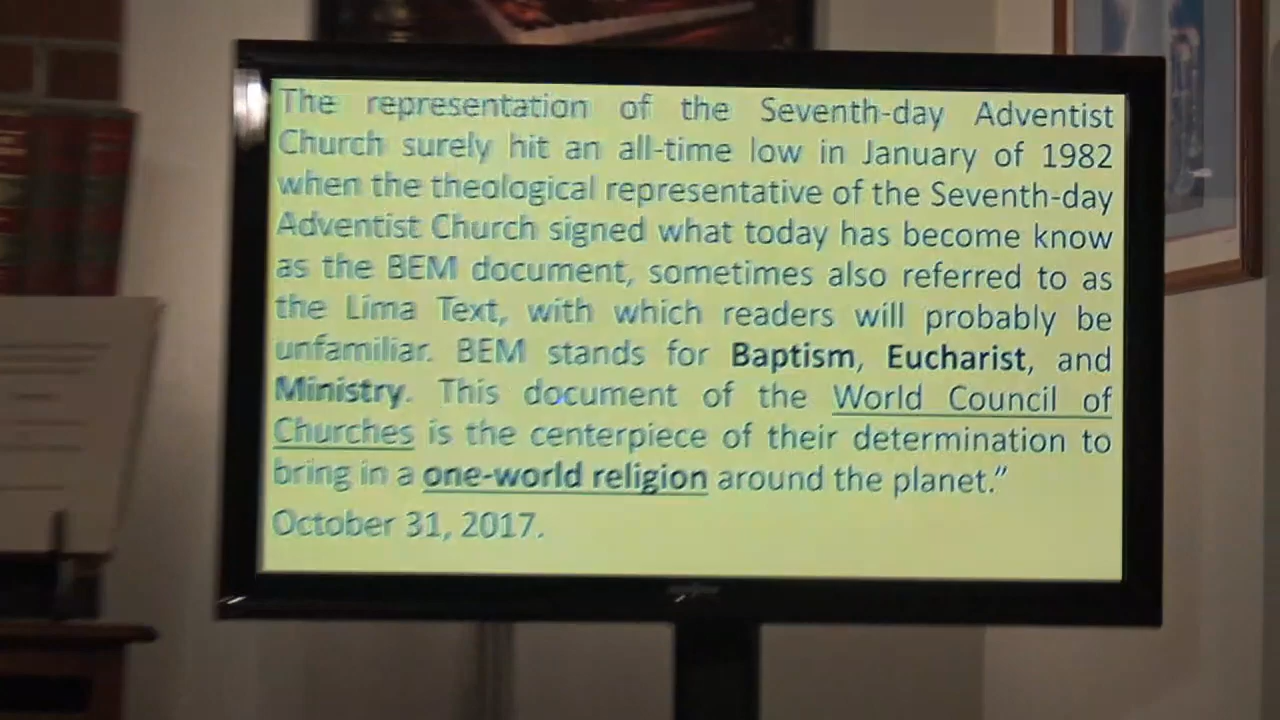 The representation of the Seventh-day Adventist
Church surely hit an all-time low in January of 1982
when the theological representative of the Seventh-day
Adventist Church signed what today has become know
as the BEM document, sometimes also referred to as
the Lima Text, with which readers will probably be
unfamiliar. BEM stands for Baptism, Eucharist, and
Ministry. This document of the World Council of
Churches is the centerpiece of their determination to
bring in a one-world religion around the planet.”
October 31, 2017.